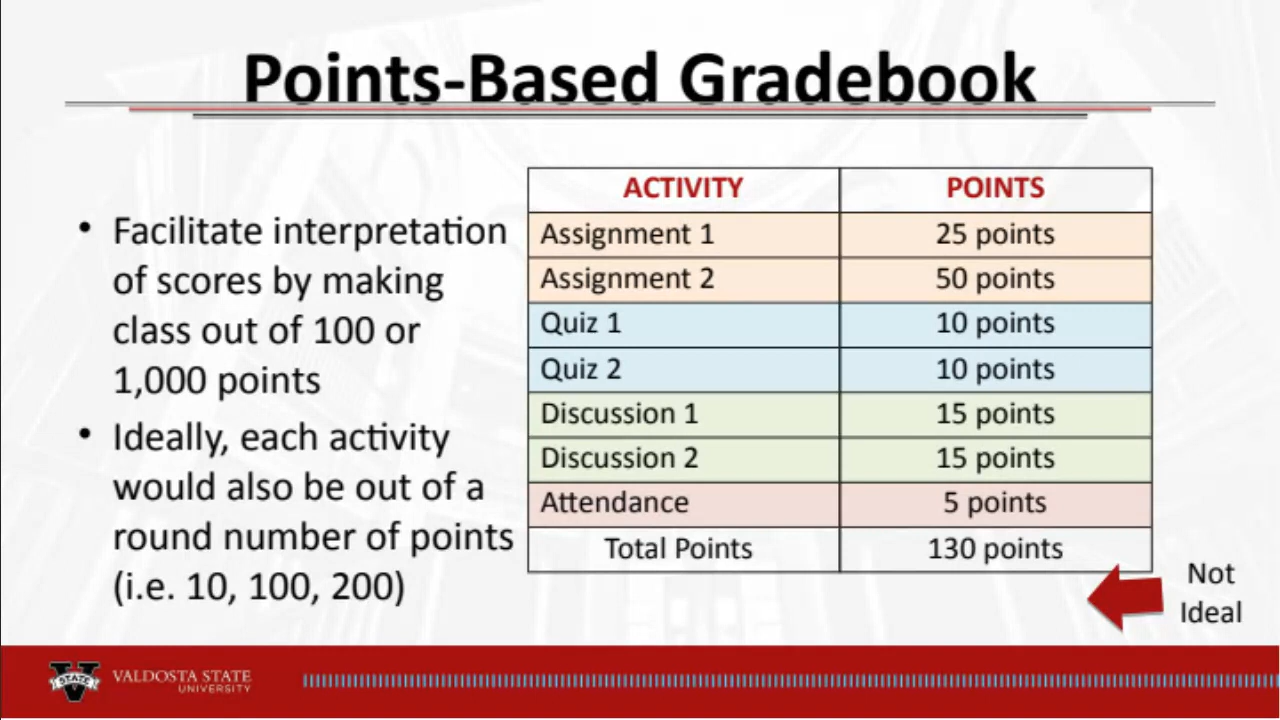 Points-Based Gradebook
• Facilitate interpretation
of scores by making
class out of 100 or
1,000 points
• Ideally, each activity
would also be out of a
round number of points
(i.e. 10, 100, 200)
ACTIVITY POINTS
Assignment 1 25 points
Assignment 2 50 points
Quiz 1 10 points
Quiz 2 10 points
Discussion 1 15 points
Discussion 2 15 points
Attendance 5 points
Total Points 130 points
Not
Ideal
V
STATE
VALDOSTA STATE
UNIVERSITY